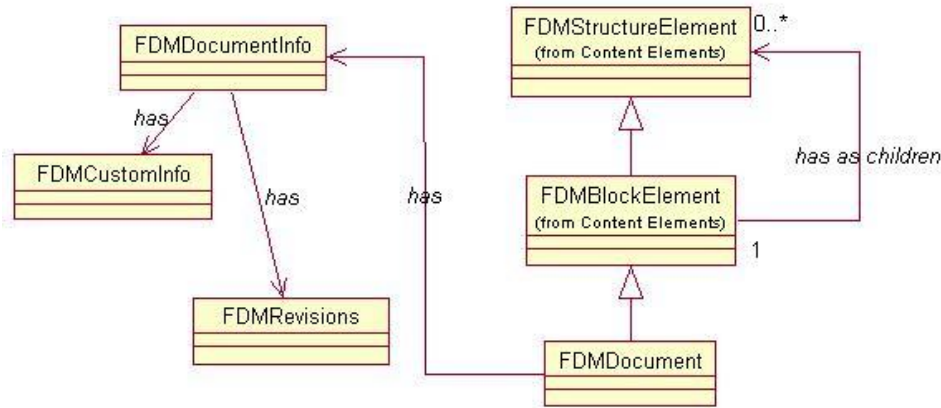 FDMDocumentInfo
has
FDMCustomInfo
has
FDMRevisions
has
FDMStructureElement
(from Content Elements)
0..*
has as children
FDMBlockElement
(from Content Elements)
1
FDMDocument